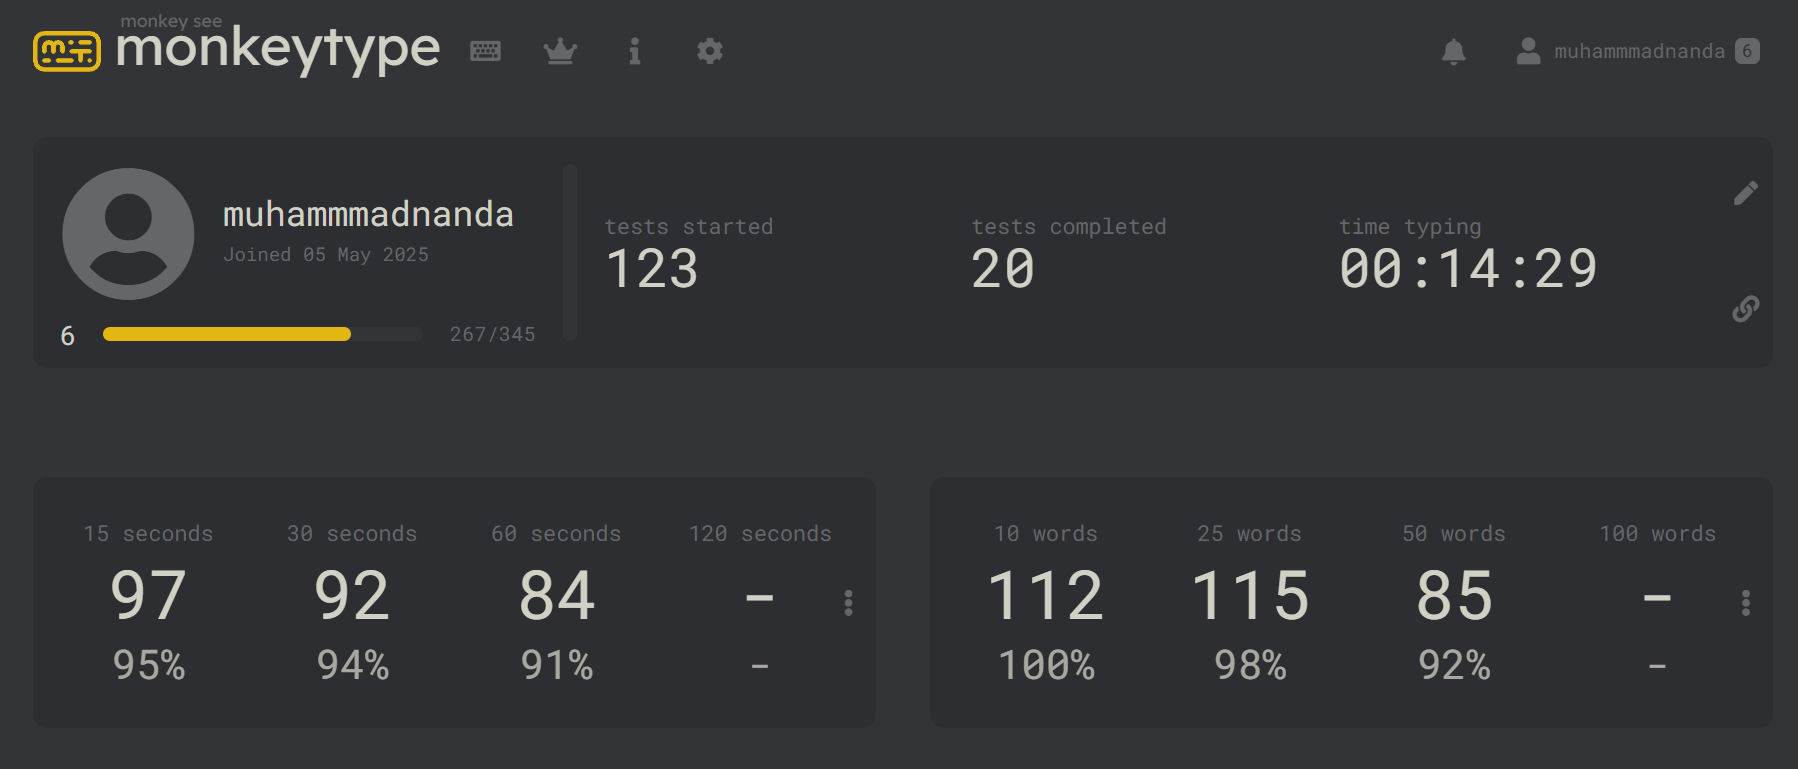 monkey see
monkeytype
muhammmadnanda 6
muhammmadnanda
Joined 05 May 2025
6 267/345
tests started
123
tests completed
20
time typing
00:14:29
15 seconds
97
95%
30 seconds
92
94%
60 seconds
84
91%
120 seconds
-
-
10 words
112
100%
25 words
115
98%
50 words
85
92%
100 words
-
-